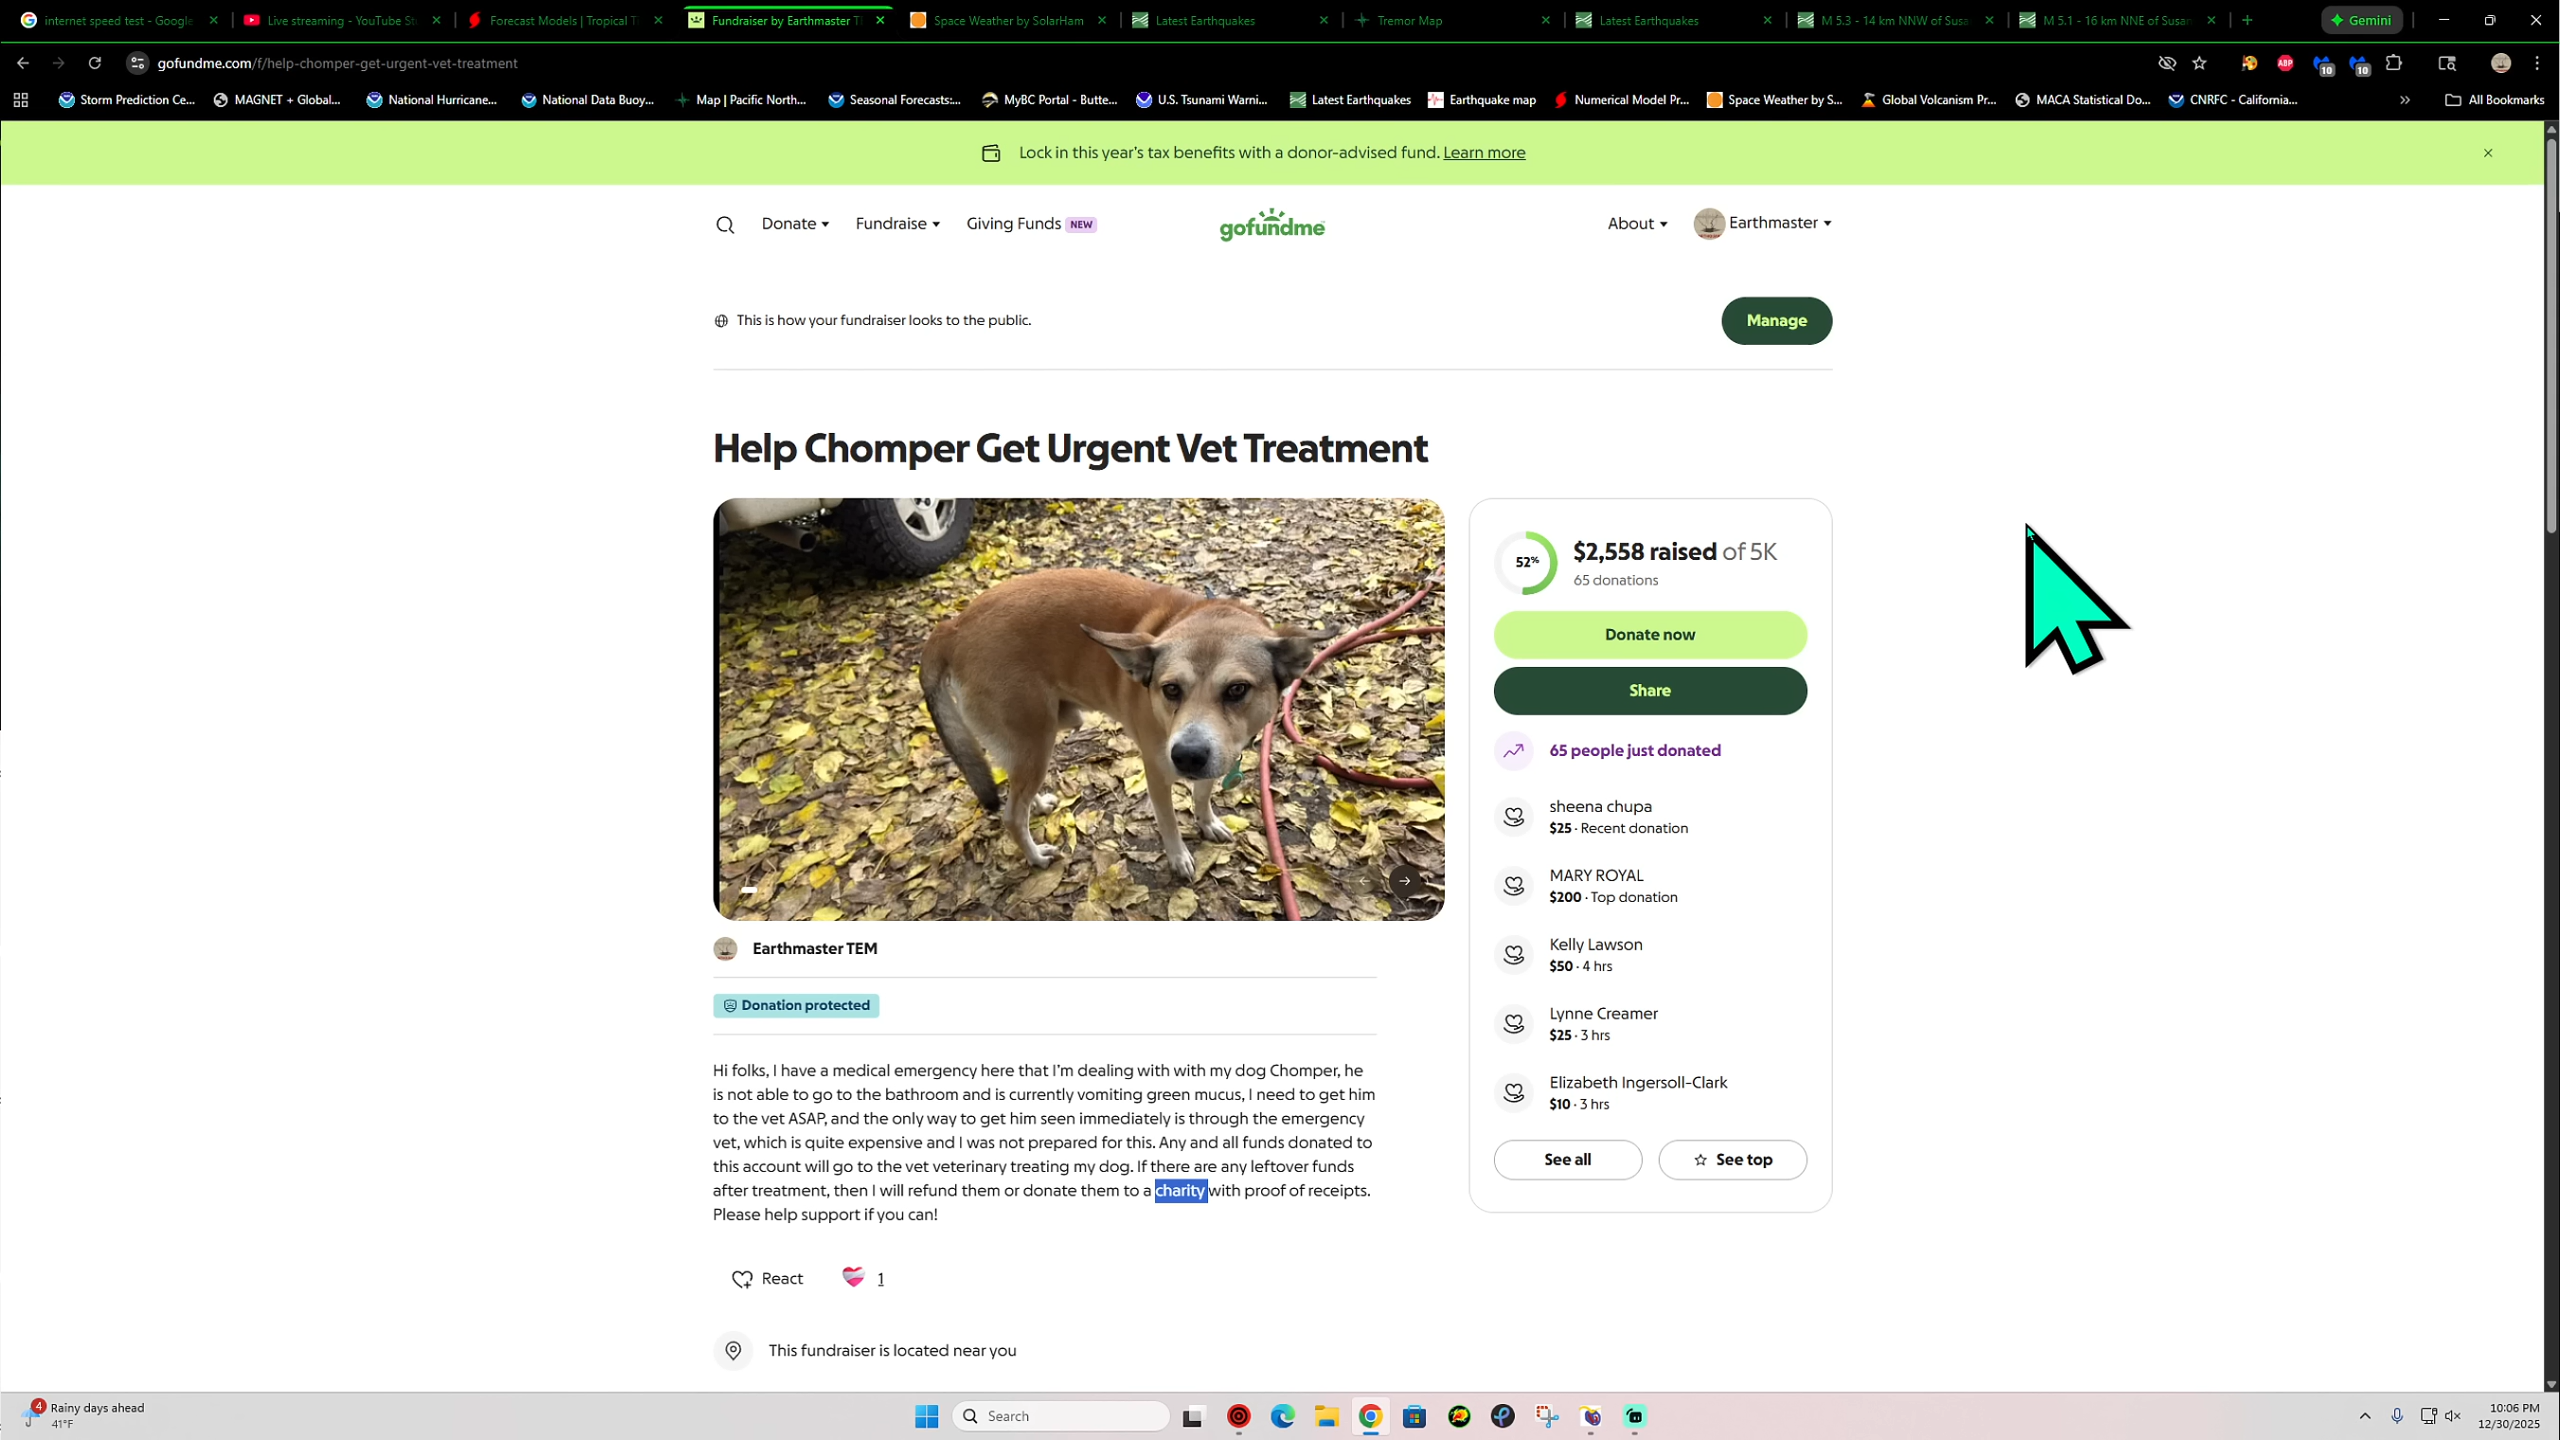 internet speed test - Google
Live streaming - YouTube St
Forecast Models | Tropical T
Fundraiser by Earthmaster T
Space Weather by SolarHam
Latest Earthquakes
Tremor Map
Latest Earthquakes
M 5.3 - 14 km NNW of Susa
M 5.1 - 16 km NNE of Susan
Gemini
gofundme.com/f/help-chomper-get-urgent-vet-treatment
ABP
10
10
Storm Prediction Ce...
MAGNET + Global...
National Hurricane...
National Data Buoy...
Map | Pacific North...
Seasonal Forecasts:...
MyBC Portal - Butte...
U.S. Tsunami Warni...
Latest Earthquakes
Earthquake map
Numerical Model Pr...
Space Weather by S...
Global Volcanism Pr...
MACA Statistical Do...
CNRFC - California...
All Bookmarks
Lock in this year's tax benefits with a donor-advised fund. Learn more
Donate
Fundraise
Giving Funds NEW
gofundme
About
Earthmaster
This is how your fundraiser looks to the public.
Manage
Help Chomper Get Urgent Vet Treatment
52%
$2,558 raised of 5K
65 donations
Donate now
Share
65 people just donated
sheena chupa
$25 · Recent donation
MARY ROYAL
$200 · Top donation
Kelly Lawson
$50 · 4 hrs
Lynne Creamer
$25 · 3 hrs
Elizabeth Ingersoll-Clark
$10 · 3 hrs
See all
See top
Earthmaster TEM
Donation protected
Hi folks, I have a medical emergency here that I'm dealing with with my dog Chomper, he
is not able to go to the bathroom and is currently vomiting green mucus, I need to get him
to the vet ASAP, and the only way to get him seen immediately is through the emergency
vet, which is quite expensive and I was not prepared for this. Any and all funds donated to
this account will go to the vet veterinary treating my dog. If there are any leftover funds
after treatment, then I will refund them or donate them to a charity with proof of receipts.
Please help support if you can!
React
1
This fundraiser is located near you
4
Rainy days ahead
41°F
Search
10:06 PM
12/30/2025